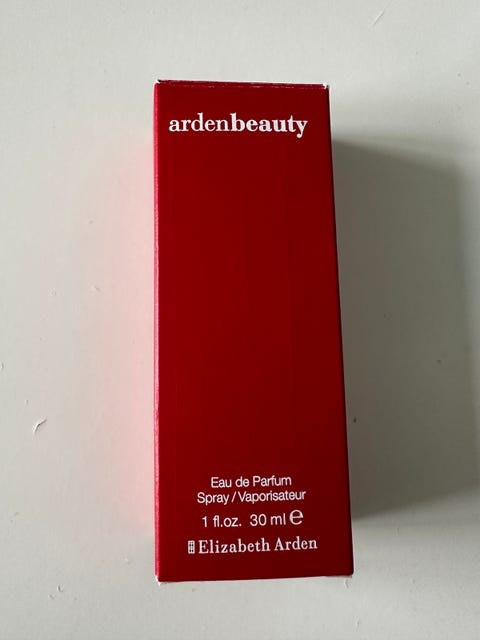 ardenbeauty
Eau de Parfum
Spray / Vaporisateur
1 fl.oz. 30 ml ℮
Elizabeth Arden